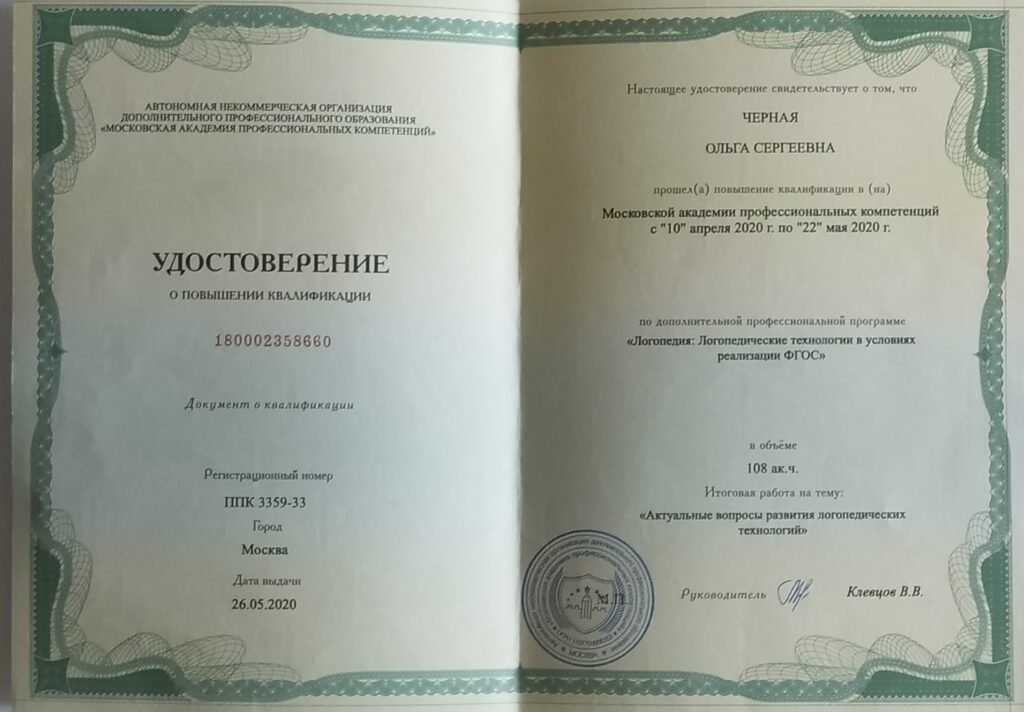 АВТОНОМНАЯ НЕКОММЕРЧЕСКАЯ ОРГАНИЗАЦИЯ
ДОПОЛНИТЕЛЬНОГО ПРОФЕССИОНАЛЬНОГО ОБРАЗОВАНИЯ
«МОСКОВСКАЯ АКАДЕМИЯ ПРОФЕССИОНАЛЬНЫХ КОМПЕТЕНЦИЙ»
УДОСТОВЕРЕНИЕ
О ПОВЫШЕНИИ КВАЛИФИКАЦИИ
180002358660
Документ о квалификации
Регистрационный номер
ППК 3359-33
Город
Москва
Дата выдачи
26.05.2020
Настоящее удостоверение свидетельствует о том, что
ЧЕРНАЯ
ОЛЬГА СЕРГЕЕВНА
прошел(а) повышение квалификации в (на)
Московской академии профессиональных компетенций
с "10" апреля 2020 г. по "22" мая 2020 г.
по дополнительной профессиональной программе
«Логопедия: Логопедические технологии в условиях
реализации ФГОС»
в объёме
108 ак.ч.
Итоговая работа на тему:
«Актуальные вопросы развития логопедических
технологий»
М.П.
Руководитель Клевцов В.В.
МОСКВА